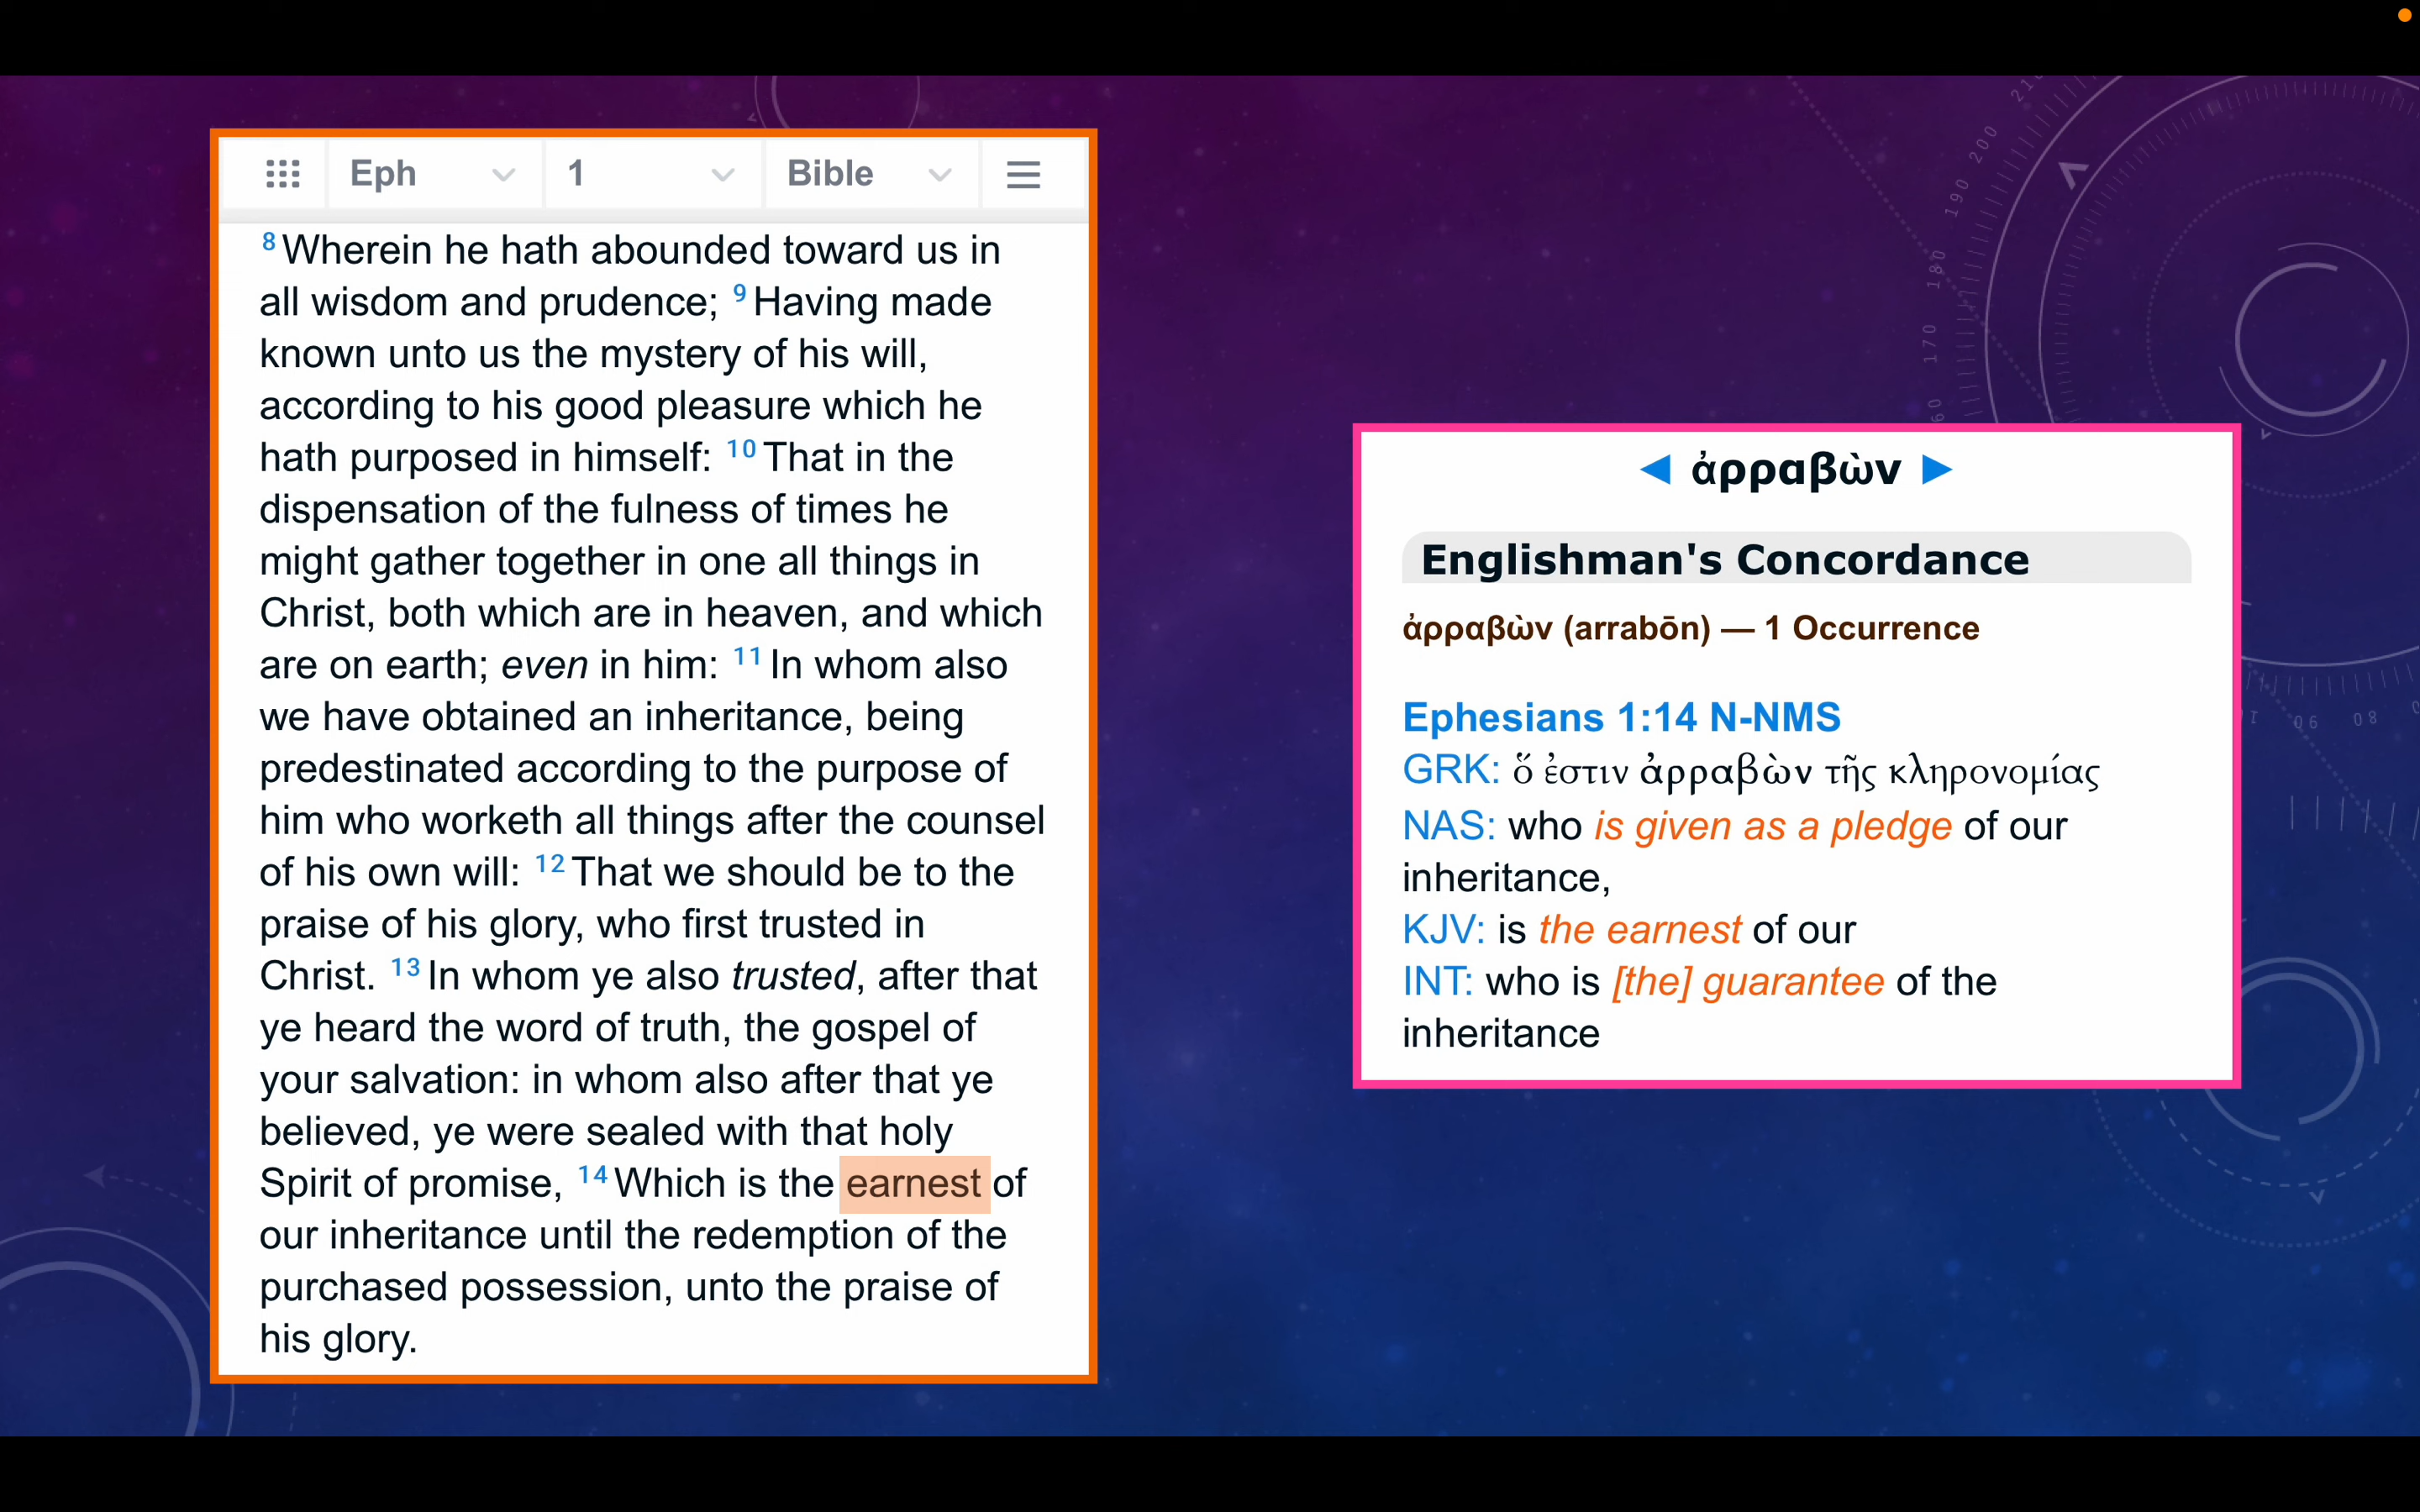 Eph 1 Bible
8 Wherein he hath abounded toward us in
all wisdom and prudence; 9 Having made
known unto us the mystery of his will,
according to his good pleasure which he
hath purposed in himself: 10 That in the
dispensation of the fulness of times he
might gather together in one all things in
Christ, both which are in heaven, and which
are on earth; even in him: 11 In whom also
we have obtained an inheritance, being
predestinated according to the purpose of
him who worketh all things after the counsel
of his own will: 12 That we should be to the
praise of his glory, who first trusted in
Christ. 13 In whom ye also trusted, after that
ye heard the word of truth, the gospel of
your salvation: in whom also after that ye
believed, ye were sealed with that holy
Spirit of promise, 14 Which is the earnest of
our inheritance until the redemption of the
purchased possession, unto the praise of
his glory.
ἀρραβὼν
Englishman's Concordance
ἀρραβὼν (arrabōn) — 1 Occurrence
Ephesians 1:14 N-NMS
GRK: ὅ ἐστιν ἀρραβὼν τῆς κληρονομίας
NAS: who is given as a pledge of our
inheritance,
KJV: is the earnest of our
INT: who is [the] guarantee of the
inheritance
200
190
180
170
90
80